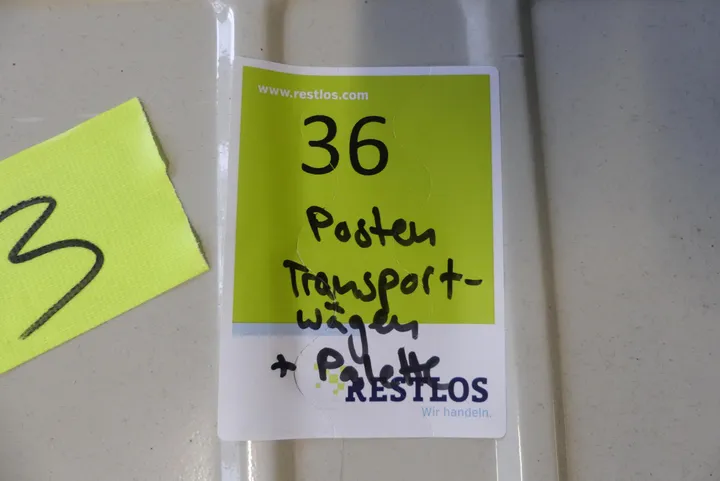 www.restlos.com
36
Posten
Transport-
wägen
+ Palette
RESTLOS
Wir handeln.
3